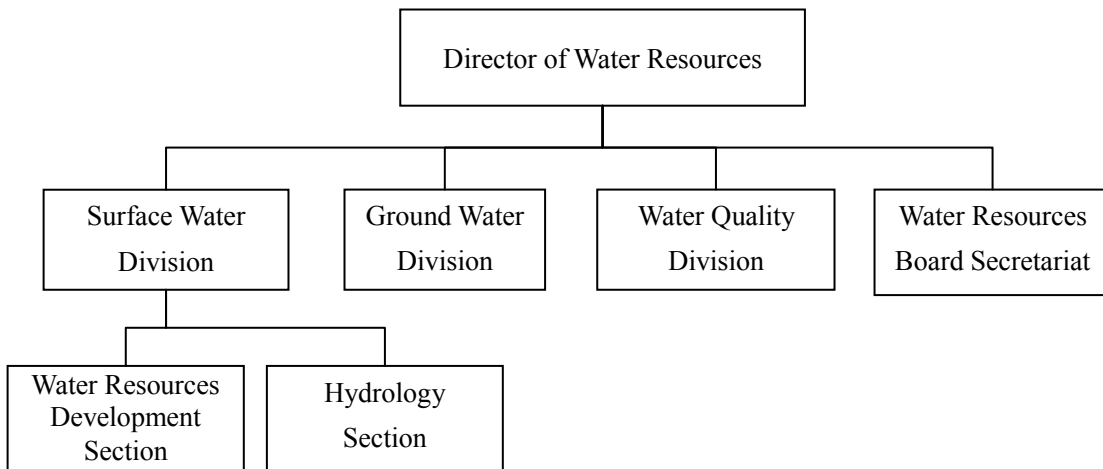 Director of Water Resources
Surface Water
Division
Ground Water
Division
Water Quality
Division
Water Resources
Board Secretariat
Water Resources
Development
Section
Hydrology
Section